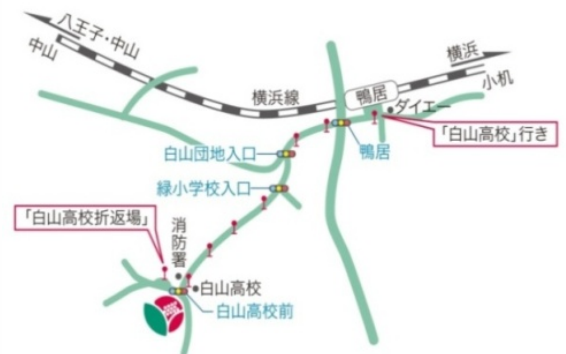 八王子・中山
中山
横浜線
鴨居
横浜
小机
ダイエー
「白山高校」行き
鴨居
白山団地入口
緑小学校入口
「白山高校折返場」
消防署
白山高校
白山高校前